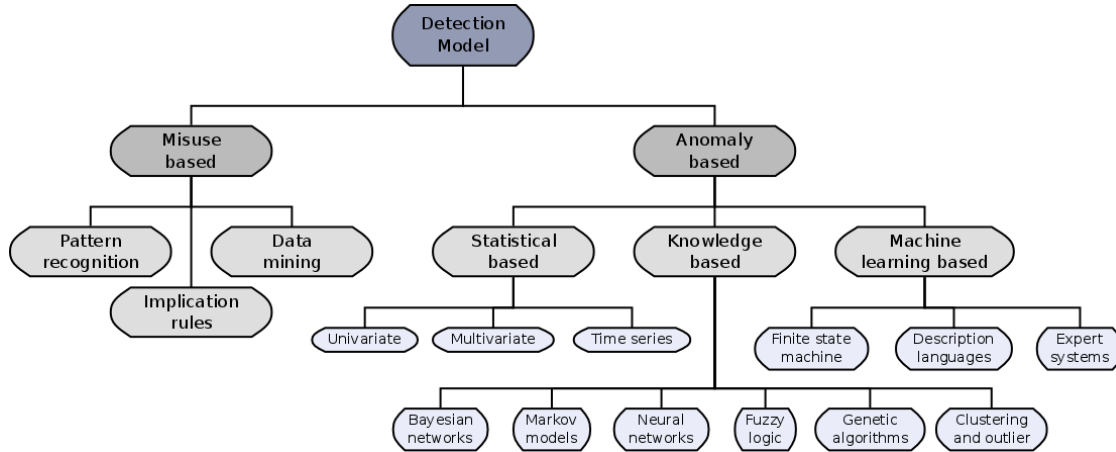 Detection
Model
Misuse
based
Anomaly
based
Pattern
recognition
Data
mining
Statistical
based
Knowledge
based
Machine
learning based
Implication
rules
Univariate
Multivariate
Time series
Finite state
machine
Description
languages
Expert
systems
Bayesian
networks
Markov
models
Neural
networks
Fuzzy
logic
Genetic
algorithms
Clustering
and outlier